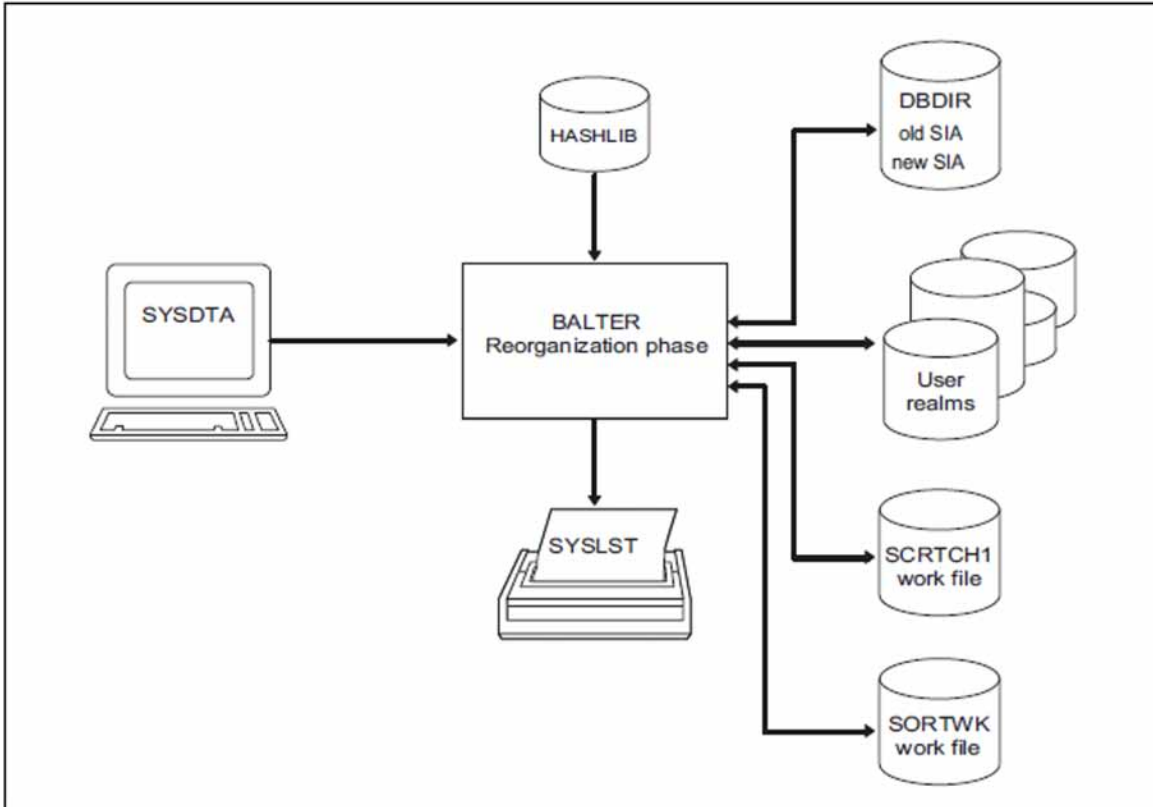 HASHLIB
DBDIR
old SIA
new SIA
SYSDTA
BALTER
Reorganization phase
User
realms
SYSLST
SCRTCH1
work file
SORTWK
work file